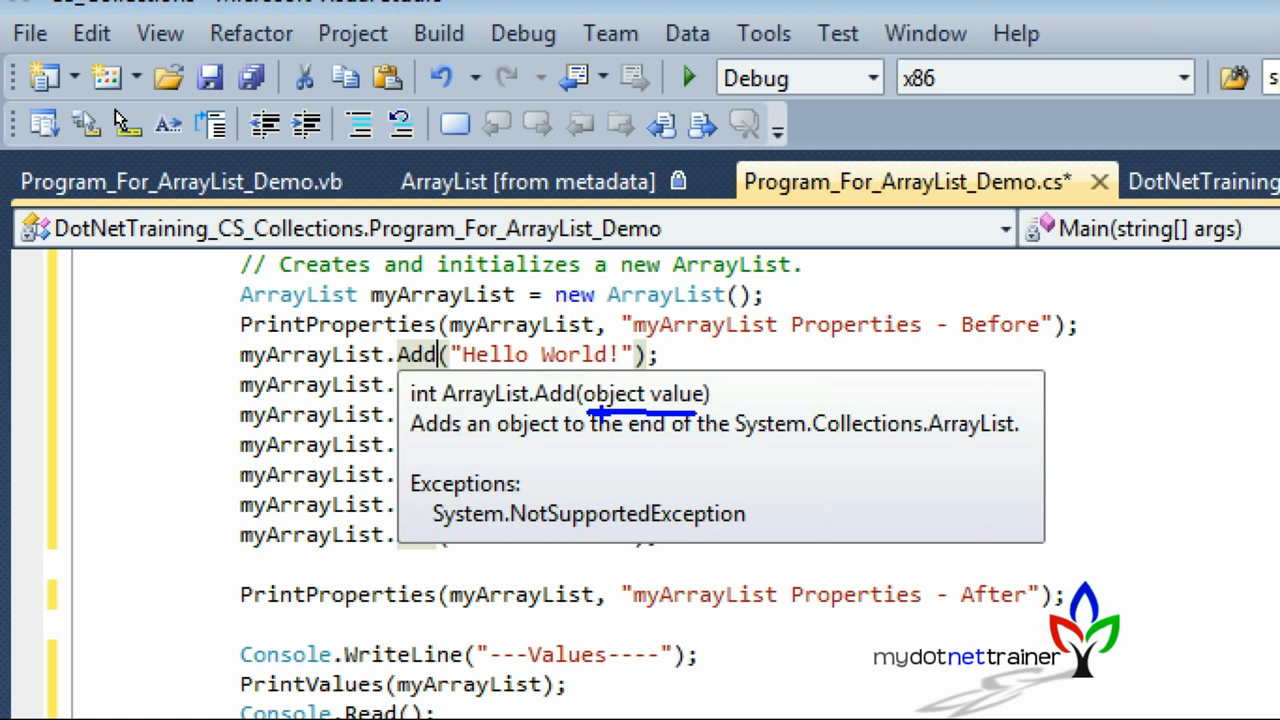 File Edit View Refactor Project Build Debug Team Data Tools Test Window Help
Debug x86
Program_For_ArrayList_Demo.vb ArrayList [from metadata] Program_For_ArrayList_Demo.cs* DotNetTraining
DotNetTraining_CS_Collections.Program_For_ArrayList_Demo Main(string[] args)
// Creates and initializes a new ArrayList.
ArrayList myArrayList = new ArrayList();
PrintProperties(myArrayList, "myArrayList Properties - Before");
myArrayList.Add("Hello World!");
myArrayList.
int ArrayList.Add(object value)
myArrayList.
Adds an object to the end of the System.Collections.ArrayList.
myArrayList.
myArrayList.
Exceptions:
myArrayList.
System.NotSupportedException
myArrayList.
PrintProperties(myArrayList, "myArrayList Properties - After");
Console.WriteLine("---Values----");
mydotnettrainer
PrintValues(myArrayList);
Console.Read();